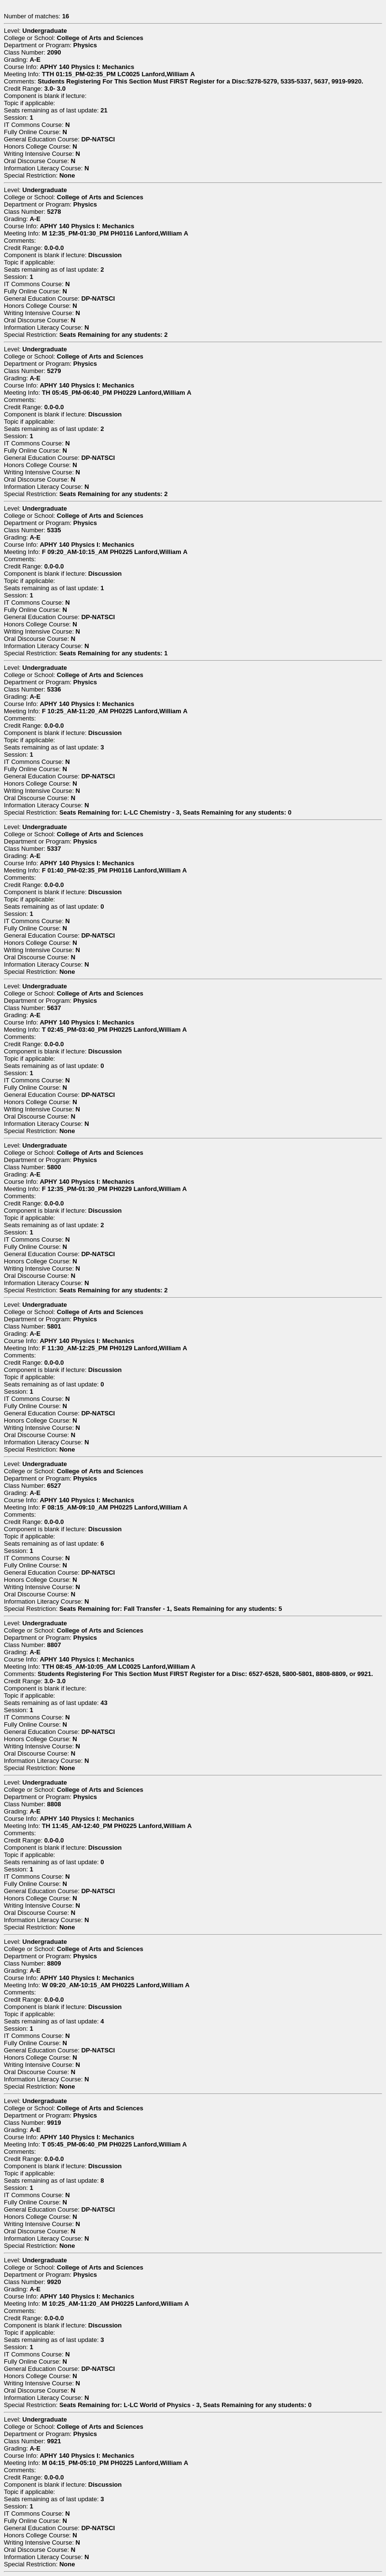 Number of matches: 16
Level: Undergraduate
College or School: College of Arts and Sciences
Department or Program: Physics
Class Number: 2090
Grading: A-E
Course Info: APHY 140 Physics I: Mechanics
Meeting Info: TTH 01:15_PM-02:35_PM LC0025 Lanford,William A
Comments: Students Registering For This Section Must FIRST Register for a Disc:5278-5279, 5335-5337, 5637, 9919-9920.
Credit Range: 3.0- 3.0
Component is blank if lecture:
Topic if applicable:
Seats remaining as of last update: 21
Session: 1
IT Commons Course: N
Fully Online Course: N
General Education Course: DP-NATSCI
Honors College Course: N
Writing Intensive Course: N
Oral Discourse Course: N
Information Literacy Course: N
Special Restriction: None
Level: Undergraduate
College or School: College of Arts and Sciences
Department or Program: Physics
Class Number: 5278
Grading: A-E
Course Info: APHY 140 Physics I: Mechanics
Meeting Info: M 12:35_PM-01:30_PM PH0116 Lanford,William A
Comments:
Credit Range: 0.0-0.0
Component is blank if lecture: Discussion
Topic if applicable:
Seats remaining as of last update: 2
Session: 1
IT Commons Course: N
Fully Online Course: N
General Education Course: DP-NATSCI
Honors College Course: N
Writing Intensive Course: N
Oral Discourse Course: N
Information Literacy Course: N
Special Restriction: Seats Remaining for any students: 2
Level: Undergraduate
College or School: College of Arts and Sciences
Department or Program: Physics
Class Number: 5279
Grading: A-E
Course Info: APHY 140 Physics I: Mechanics
Meeting Info: TH 05:45_PM-06:40_PM PH0229 Lanford,William A
Comments:
Credit Range: 0.0-0.0
Component is blank if lecture: Discussion
Topic if applicable:
Seats remaining as of last update: 2
Session: 1
IT Commons Course: N
Fully Online Course: N
General Education Course: DP-NATSCI
Honors College Course: N
Writing Intensive Course: N
Oral Discourse Course: N
Information Literacy Course: N
Special Restriction: Seats Remaining for any students: 2
Level: Undergraduate
College or School: College of Arts and Sciences
Department or Program: Physics
Class Number: 5335
Grading: A-E
Course Info: APHY 140 Physics I: Mechanics
Meeting Info: F 09:20_AM-10:15_AM PH0225 Lanford,William A
Comments:
Credit Range: 0.0-0.0
Component is blank if lecture: Discussion
Topic if applicable:
Seats remaining as of last update: 1
Session: 1
IT Commons Course: N
Fully Online Course: N
General Education Course: DP-NATSCI
Honors College Course: N
Writing Intensive Course: N
Oral Discourse Course: N
Information Literacy Course: N
Special Restriction: Seats Remaining for any students: 1
Level: Undergraduate
College or School: College of Arts and Sciences
Department or Program: Physics
Class Number: 5336
Grading: A-E
Course Info: APHY 140 Physics I: Mechanics
Meeting Info: F 10:25_AM-11:20_AM PH0225 Lanford,William A
Comments:
Credit Range: 0.0-0.0
Component is blank if lecture: Discussion
Topic if applicable:
Seats remaining as of last update: 3
Session: 1
IT Commons Course: N
Fully Online Course: N
General Education Course: DP-NATSCI
Honors College Course: N
Writing Intensive Course: N
Oral Discourse Course: N
Information Literacy Course: N
Special Restriction: Seats Remaining for: L-LC Chemistry - 3, Seats Remaining for any students: 0
Level: Undergraduate
College or School: College of Arts and Sciences
Department or Program: Physics
Class Number: 5337
Grading: A-E
Course Info: APHY 140 Physics I: Mechanics
Meeting Info: F 01:40_PM-02:35_PM PH0116 Lanford,William A
Comments:
Credit Range: 0.0-0.0
Component is blank if lecture: Discussion
Topic if applicable:
Seats remaining as of last update: 0
Session: 1
IT Commons Course: N
Fully Online Course: N
General Education Course: DP-NATSCI
Honors College Course: N
Writing Intensive Course: N
Oral Discourse Course: N
Information Literacy Course: N
Special Restriction: None
Level: Undergraduate
College or School: College of Arts and Sciences
Department or Program: Physics
Class Number: 5637
Grading: A-E
Course Info: APHY 140 Physics I: Mechanics
Meeting Info: T 02:45_PM-03:40_PM PH0225 Lanford,William A
Comments:
Credit Range: 0.0-0.0
Component is blank if lecture: Discussion
Topic if applicable:
Seats remaining as of last update: 0
Session: 1
IT Commons Course: N
Fully Online Course: N
General Education Course: DP-NATSCI
Honors College Course: N
Writing Intensive Course: N
Oral Discourse Course: N
Information Literacy Course: N
Special Restriction: None
Level: Undergraduate
College or School: College of Arts and Sciences
Department or Program: Physics
Class Number: 5800
Grading: A-E
Course Info: APHY 140 Physics I: Mechanics
Meeting Info: F 12:35_PM-01:30_PM PH0229 Lanford,William A
Comments:
Credit Range: 0.0-0.0
Component is blank if lecture: Discussion
Topic if applicable:
Seats remaining as of last update: 2
Session: 1
IT Commons Course: N
Fully Online Course: N
General Education Course: DP-NATSCI
Honors College Course: N
Writing Intensive Course: N
Oral Discourse Course: N
Information Literacy Course: N
Special Restriction: Seats Remaining for any students: 2
Level: Undergraduate
College or School: College of Arts and Sciences
Department or Program: Physics
Class Number: 5801
Grading: A-E
Course Info: APHY 140 Physics I: Mechanics
Meeting Info: F 11:30_AM-12:25_PM PH0129 Lanford,William A
Comments:
Credit Range: 0.0-0.0
Component is blank if lecture: Discussion
Topic if applicable:
Seats remaining as of last update: 0
Session: 1
IT Commons Course: N
Fully Online Course: N
General Education Course: DP-NATSCI
Honors College Course: N
Writing Intensive Course: N
Oral Discourse Course: N
Information Literacy Course: N
Special Restriction: None
Level: Undergraduate
College or School: College of Arts and Sciences
Department or Program: Physics
Class Number: 6527
Grading: A-E
Course Info: APHY 140 Physics I: Mechanics
Meeting Info: F 08:15_AM-09:10_AM PH0225 Lanford,William A
Comments:
Credit Range: 0.0-0.0
Component is blank if lecture: Discussion
Topic if applicable:
Seats remaining as of last update: 6
Session: 1
IT Commons Course: N
Fully Online Course: N
General Education Course: DP-NATSCI
Honors College Course: N
Writing Intensive Course: N
Oral Discourse Course: N
Information Literacy Course: N
Special Restriction: Seats Remaining for: Fall Transfer - 1, Seats Remaining for any students: 5
Level: Undergraduate
College or School: College of Arts and Sciences
Department or Program: Physics
Class Number: 8807
Grading: A-E
Course Info: APHY 140 Physics I: Mechanics
Meeting Info: TTH 08:45_AM-10:05_AM LC0025 Lanford,William A
Comments: Students Registering For This Section Must FIRST Register for a Disc: 6527-6528, 5800-5801, 8808-8809, or 9921.
Credit Range: 3.0- 3.0
Component is blank if lecture:
Topic if applicable:
Seats remaining as of last update: 43
Session: 1
IT Commons Course: N
Fully Online Course: N
General Education Course: DP-NATSCI
Honors College Course: N
Writing Intensive Course: N
Oral Discourse Course: N
Information Literacy Course: N
Special Restriction: None
Level: Undergraduate
College or School: College of Arts and Sciences
Department or Program: Physics
Class Number: 8808
Grading: A-E
Course Info: APHY 140 Physics I: Mechanics
Meeting Info: TH 11:45_AM-12:40_PM PH0225 Lanford,William A
Comments:
Credit Range: 0.0-0.0
Component is blank if lecture: Discussion
Topic if applicable:
Seats remaining as of last update: 0
Session: 1
IT Commons Course: N
Fully Online Course: N
General Education Course: DP-NATSCI
Honors College Course: N
Writing Intensive Course: N
Oral Discourse Course: N
Information Literacy Course: N
Special Restriction: None
Level: Undergraduate
College or School: College of Arts and Sciences
Department or Program: Physics
Class Number: 8809
Grading: A-E
Course Info: APHY 140 Physics I: Mechanics
Meeting Info: W 09:20_AM-10:15_AM PH0225 Lanford,William A
Comments:
Credit Range: 0.0-0.0
Component is blank if lecture: Discussion
Topic if applicable:
Seats remaining as of last update: 4
Session: 1
IT Commons Course: N
Fully Online Course: N
General Education Course: DP-NATSCI
Honors College Course: N
Writing Intensive Course: N
Oral Discourse Course: N
Information Literacy Course: N
Special Restriction: None
Level: Undergraduate
College or School: College of Arts and Sciences
Department or Program: Physics
Class Number: 9919
Grading: A-E
Course Info: APHY 140 Physics I: Mechanics
Meeting Info: T 05:45_PM-06:40_PM PH0225 Lanford,William A
Comments:
Credit Range: 0.0-0.0
Component is blank if lecture: Discussion
Topic if applicable:
Seats remaining as of last update: 8
Session: 1
IT Commons Course: N
Fully Online Course: N
General Education Course: DP-NATSCI
Honors College Course: N
Writing Intensive Course: N
Oral Discourse Course: N
Information Literacy Course: N
Special Restriction: None
Level: Undergraduate
College or School: College of Arts and Sciences
Department or Program: Physics
Class Number: 9920
Grading: A-E
Course Info: APHY 140 Physics I: Mechanics
Meeting Info: M 10:25_AM-11:20_AM PH0225 Lanford,William A
Comments:
Credit Range: 0.0-0.0
Component is blank if lecture: Discussion
Topic if applicable:
Seats remaining as of last update: 3
Session: 1
IT Commons Course: N
Fully Online Course: N
General Education Course: DP-NATSCI
Honors College Course: N
Writing Intensive Course: N
Oral Discourse Course: N
Information Literacy Course: N
Special Restriction: Seats Remaining for: L-LC World of Physics - 3, Seats Remaining for any students: 0
Level: Undergraduate
College or School: College of Arts and Sciences
Department or Program: Physics
Class Number: 9921
Grading: A-E
Course Info: APHY 140 Physics I: Mechanics
Meeting Info: M 04:15_PM-05:10_PM PH0225 Lanford,William A
Comments:
Credit Range: 0.0-0.0
Component is blank if lecture: Discussion
Topic if applicable:
Seats remaining as of last update: 3
Session: 1
IT Commons Course: N
Fully Online Course: N
General Education Course: DP-NATSCI
Honors College Course: N
Writing Intensive Course: N
Oral Discourse Course: N
Information Literacy Course: N
Special Restriction: None